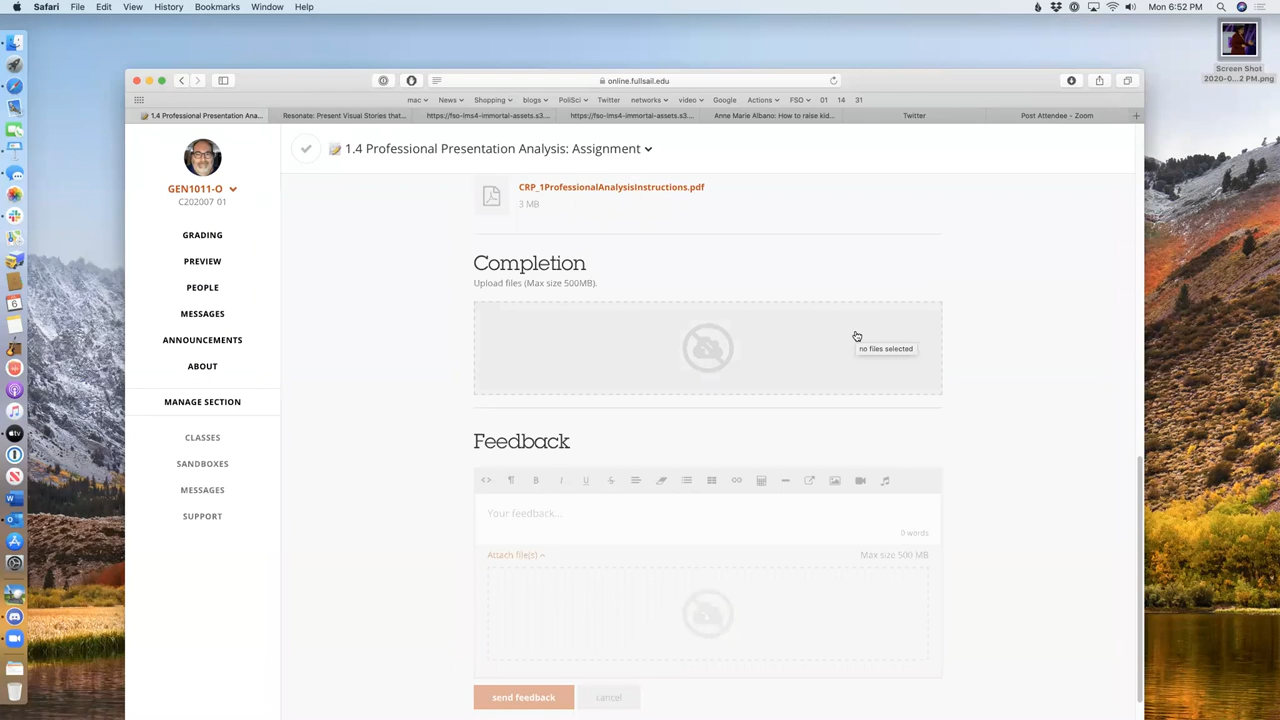 Safari File Edit View History Bookmarks Window Help Mon 6:52 PM
Screen Shot
2020-0...2 PM.png
online.fullsail.edu
mac News Shopping blogs PoliSci Twitter networks video Google Actions FSO 01 14 31
1.4 Professional Presentation Ana... Resonate: Present Visual Stories that... https://fso-lms4-immortal-assets.s3.... https://fso-lms4-immortal-assets.s3.... Anne Marie Albano: How to raise kid... Twitter Post Attendee - Zoom
1.4 Professional Presentation Analysis: Assignment
GEN1011-O
C202007 01
GRADING
PREVIEW
PEOPLE
MESSAGES
ANNOUNCEMENTS
ABOUT
MANAGE SECTION
CLASSES
SANDBOXES
MESSAGES
SUPPORT
CRP_1ProfessionalAnalysisInstructions.pdf
3 MB
Completion
Upload files (Max size 500MB).
no files selected
Feedback
B I U S
Your feedback...
0 words
Attach file(s) Max size 500 MB
send feedback cancel
6
tv
W